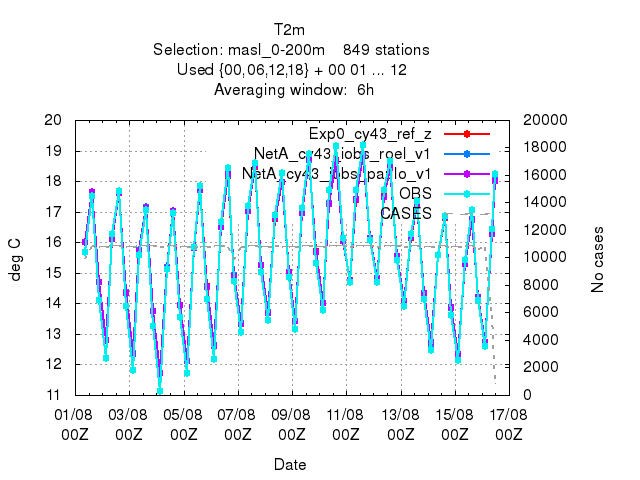 T2m
Selection: masl_0-200m 849 stations
Used {00,06,12,18} + 00 01 ... 12
Averaging window: 6h
Exp0_cy43_ref_z
NetA_cy43_iobs_roel_v1
OBS
CASES
20
19
18
17
16
15
14
13
12
11
deg C
20000
18000
16000
14000
12000
10000
8000
6000
4000
2000
0
No cases
01/08 03/08 05/08 07/08 09/08 11/08 13/08 15/08 17/08
00Z 00Z 00Z 00Z 00Z 00Z 00Z 00Z 00Z
Date